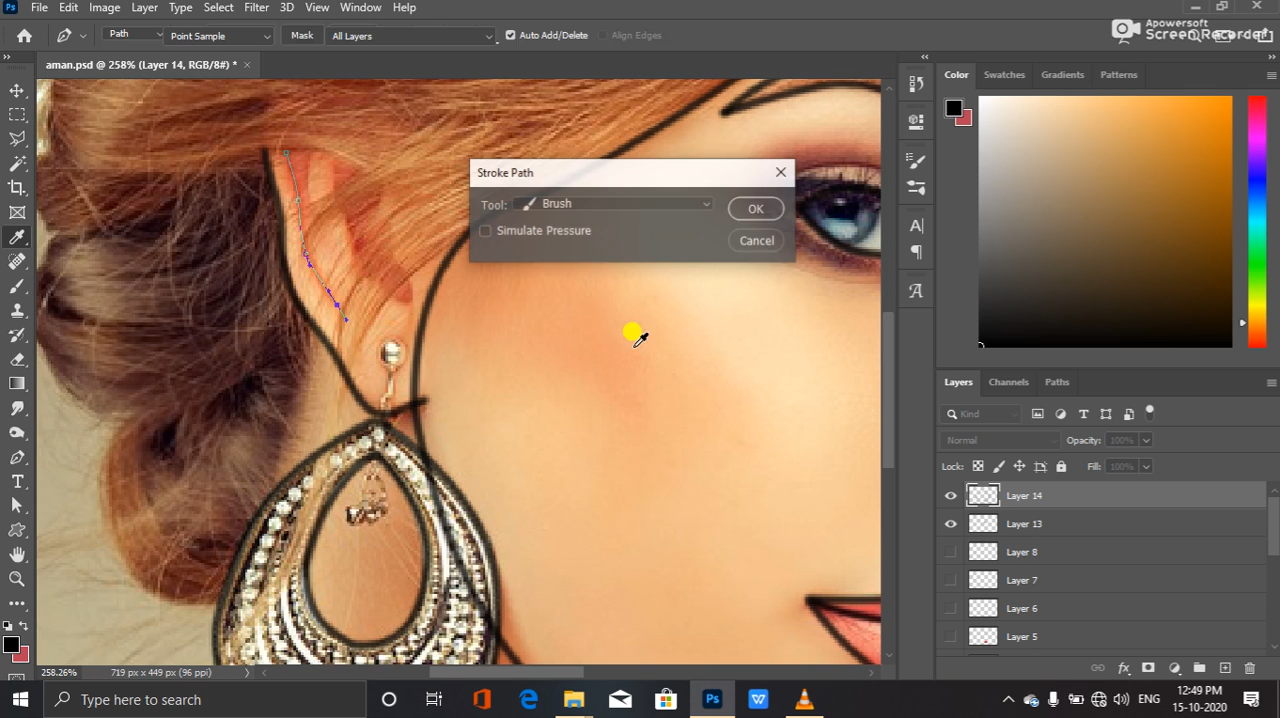 Ps File Edit Image Layer Type Select Filter 3D View Window Help
Apowersoft
Screen Recorder
Path Point Sample Mask All Layers Auto Add/Delete Align Edges
aman.psd @ 258% (Layer 14, RGB/8#) * ×
Color Swatches Gradients Patterns
Stroke Path
Tool: Brush OK
Simulate Pressure Cancel
Layers Channels Paths
Kind
Normal Opacity: 100%
Lock: Fill: 100%
Layer 14
Layer 13
Layer 8
Layer 7
Layer 6
Layer 5
258.26% 719 px x 449 px (96 ppi)
Type here to search
Ps
ENG
12:49 PM
15-10-2020